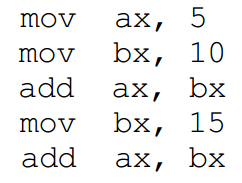 mov ax, 5
mov bx, 10
add ax, bx
mov bx, 15
add ax, bx